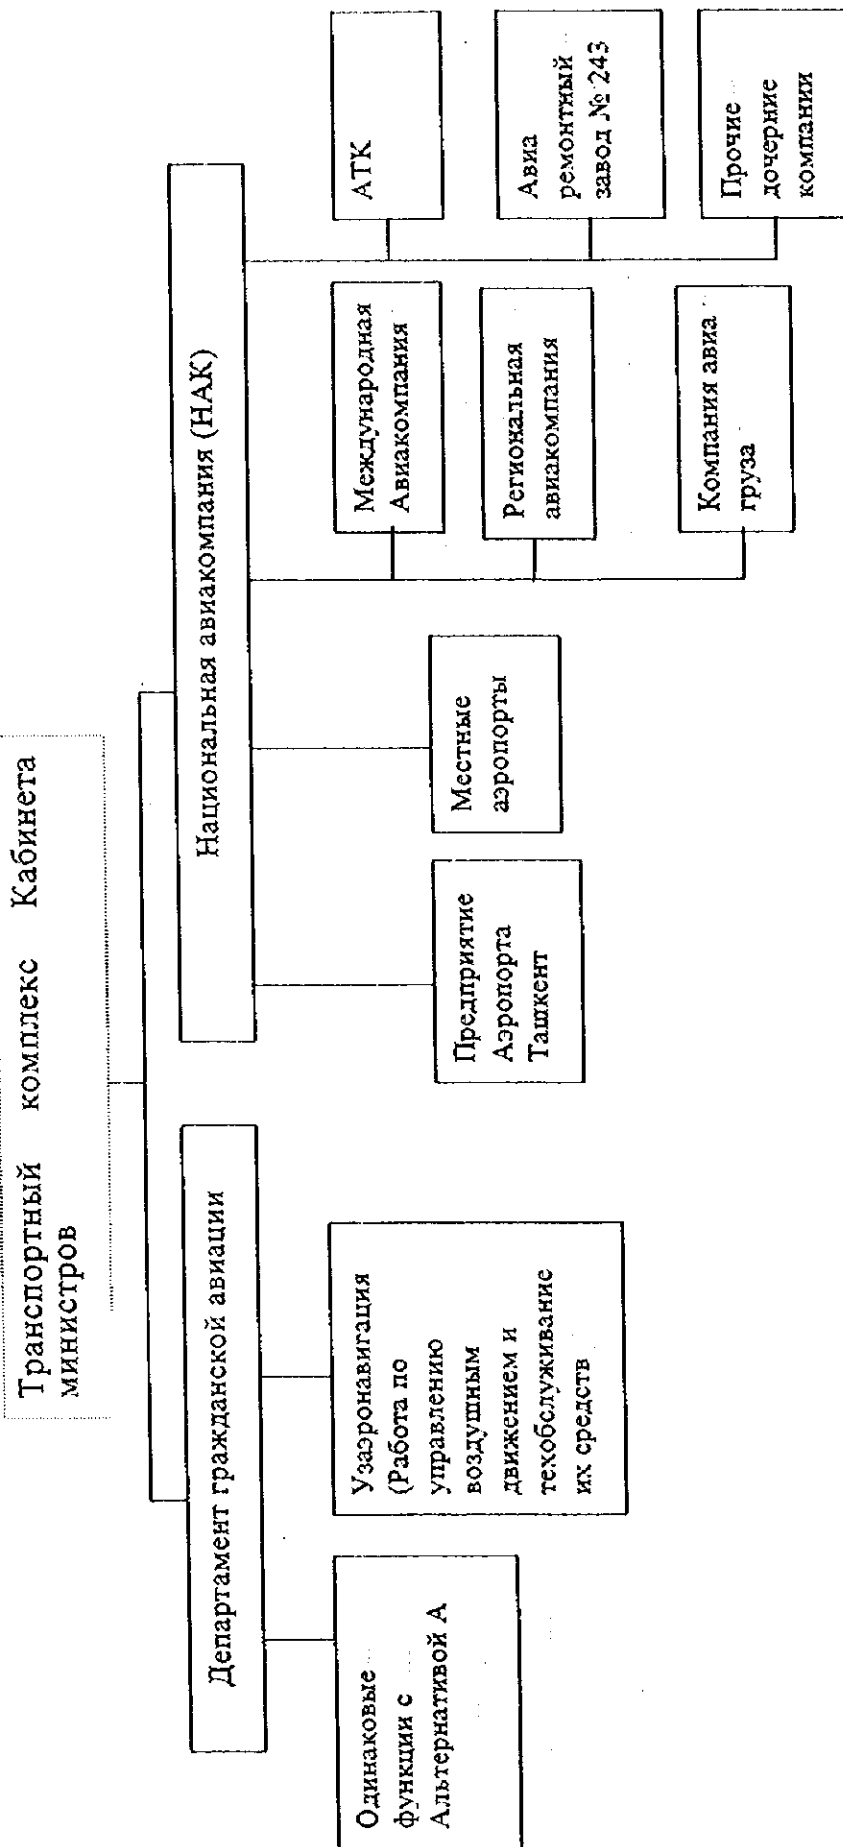 Транспортный комплекс Кабинета
министров
Департамент гражданской авиации
Национальная авиакомпания (НАК)
Одинаковые
функции с
Альтернативой А
Узаэронавигация
(Работа по
управлению
воздушным
движением и
техобслуживание
их средств
Предприятие
Аэропорта
Ташкент
Местные
аэропорты
Международная
Авиакомпания
Региональная
авиакомпания
Компания авиа
груза
АТК
Авиа
ремонтный
завод № 243
Прочие
дочерние
компании